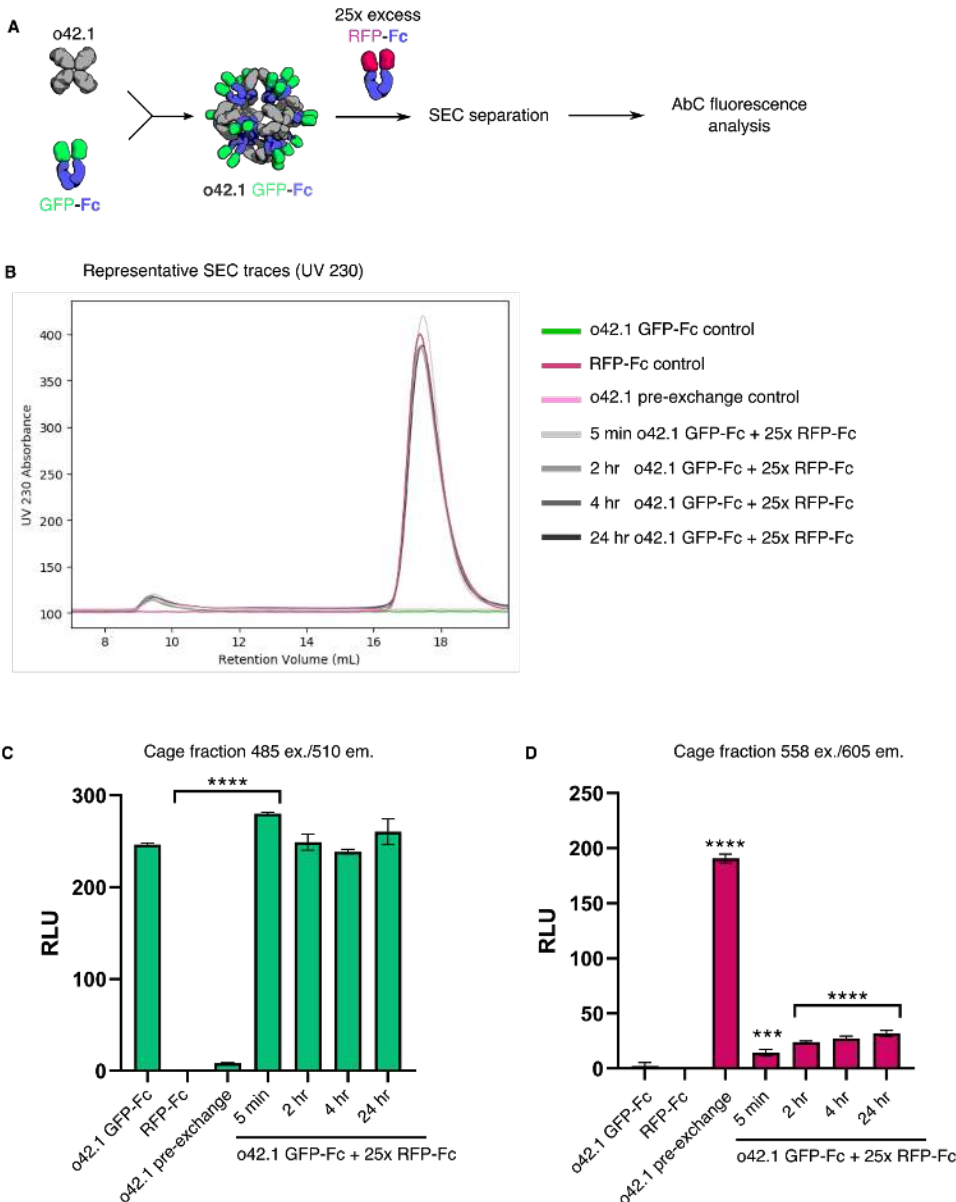 A
o42.1
GFP-Fc
o42.1 GFP-Fc
25x excess
RFP-Fc
SEC separation
AbC fluorescence
analysis
B
Representative SEC traces (UV 230)
UV 230 Absorbance
400
350
300
250
200
150
100
8
10
12
14
16
18
Retention Volume (mL)
o42.1 GFP-Fc control
RFP-Fc control
o42.1 pre-exchange control
5 min o42.1 GFP-Fc + 25x RFP-Fc
2 hr o42.1 GFP-Fc + 25x RFP-Fc
4 hr o42.1 GFP-Fc + 25x RFP-Fc
24 hr o42.1 GFP-Fc + 25x RFP-Fc
C
Cage fraction 485 ex./510 em.
****
RLU
300
200
100
0
o42.1 GFP-Fc
RFP-Fc
o42.1 pre-exchange
5 min
2 hr
4 hr
24 hr
o42.1 GFP-Fc + 25x RFP-Fc
D
Cage fraction 558 ex./605 em.
RLU
250
200
150
100
50
0
****
***
****
o42.1 GFP-Fc
RFP-Fc
o42.1 pre-exchange
5 min
2 hr
4 hr
24 hr
o42.1 GFP-Fc + 25x RFP-Fc